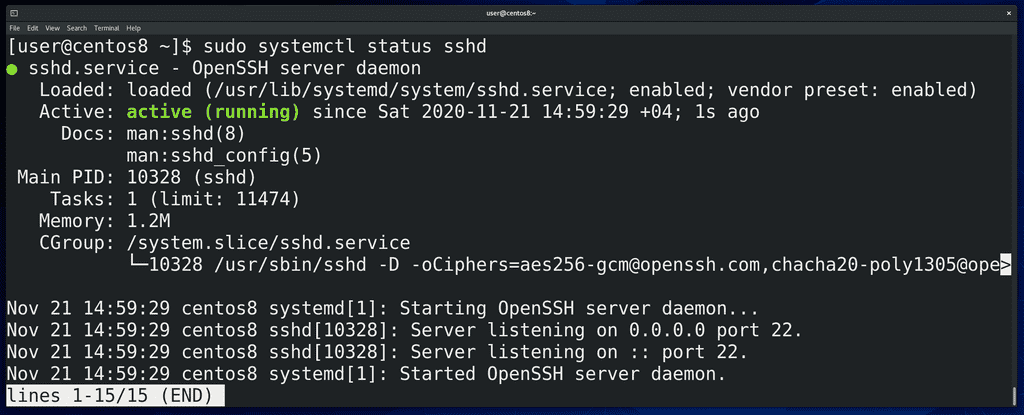 user@centos8:~
File Edit View Search Terminal Help
[user@centos8 ~]$ sudo systemctl status sshd
● sshd.service - OpenSSH server daemon
   Loaded: loaded (/usr/lib/systemd/system/sshd.service; enabled; vendor preset: enabled)
   Active: active (running) since Sat 2020-11-21 14:59:29 +04; 1s ago
     Docs: man:sshd(8)
           man:sshd_config(5)
 Main PID: 10328 (sshd)
    Tasks: 1 (limit: 11474)
   Memory: 1.2M
   CGroup: /system.slice/sshd.service
           └─10328 /usr/sbin/sshd -D -oCiphers=aes256-gcm@openssh.com,chacha20-poly1305@ope>
Nov 21 14:59:29 centos8 systemd[1]: Starting OpenSSH server daemon...
Nov 21 14:59:29 centos8 sshd[10328]: Server listening on 0.0.0.0 port 22.
Nov 21 14:59:29 centos8 sshd[10328]: Server listening on :: port 22.
Nov 21 14:59:29 centos8 systemd[1]: Started OpenSSH server daemon.
lines 1-15/15 (END)